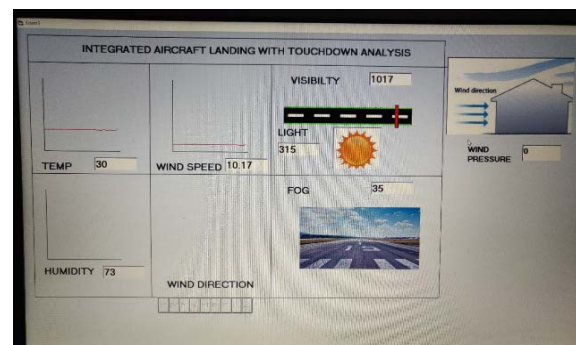 INTEGRATED AIRCRAFT LANDING WITH TOUCHDOWN ANALYSIS
VISIBILTY 1017
Wind direction
LIGHT
315
TEMP 30
WIND SPEED 10.17
WIND PRESSURE 0
FOG 35
HUMIDITY 73
WIND DIRECTION